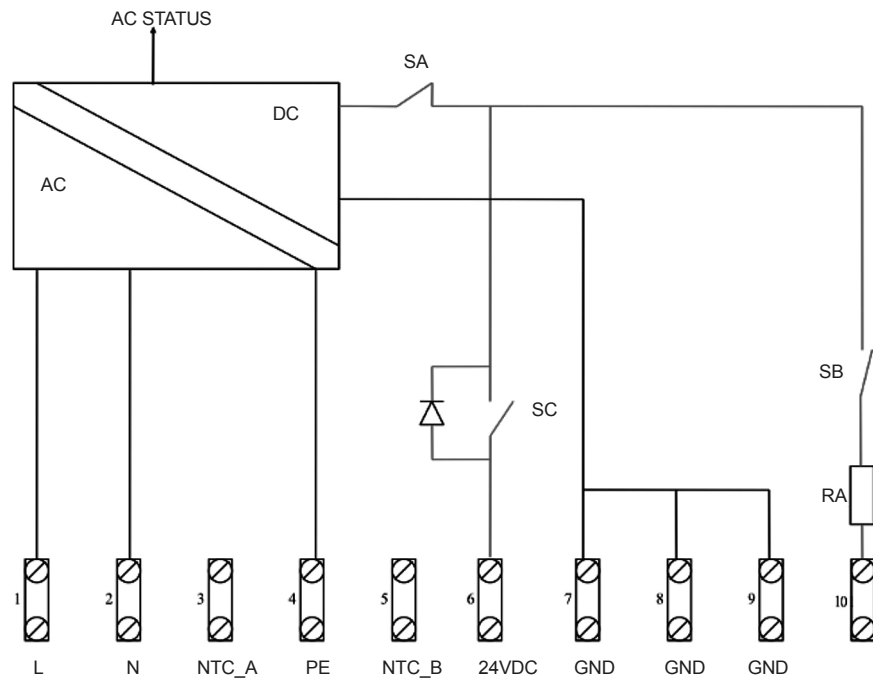 AC STATUS
SA
DC
AC
SB
SC
RA
1 2 3 4 5 6 7 8 9 10
L N NTC_A PE NTC_B 24VDC GND GND GND